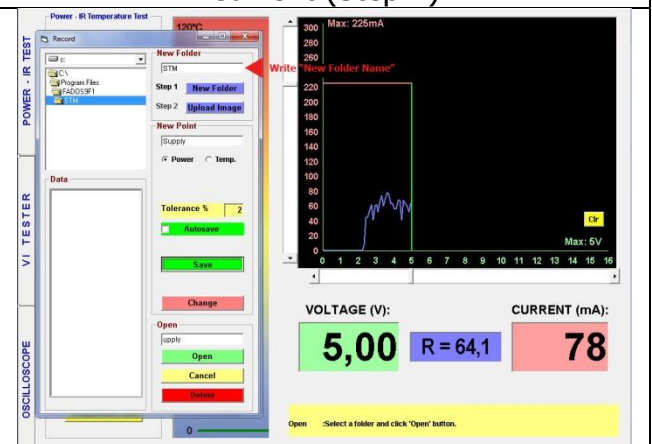 Power - IR Temperature Test
120°C
Record
c:
C:\
Program Files
FADOS9F1
STM
New Folder
STM
Step 1 New Folder
Step 2 Upload Image
New Point
Supply
Power Temp.
Data
Tolerance % 2
Autosave
Save
Change
Open
upply
Open
Cancel
Delete
0
POWER - IR TEST
VI TESTER
OSCILLOSCOPE
Write "New Folder Name"
Max: 225mA
300
280
260
220
200
180
160
140
120
100
80
60
40
20
0
Clr
Max: 5V
0 1 2 3 4 5 6 7 8 9 10 11 12 13 14 15 16
VOLTAGE (V):
CURRENT (mA):
5,00
R = 64,1
78
Open :Select a folder and click 'Open' button.